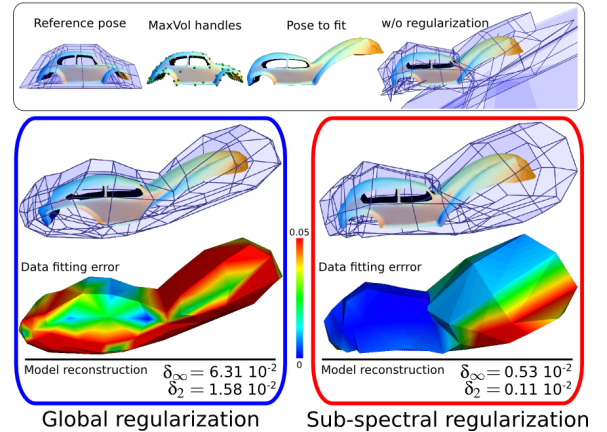 Reference pose
MaxVol handles
Pose to fit
w/o regularization
Data fitting error
Model reconstruction
δ∞= 6.31 10⁻²
δ₂= 1.58 10⁻²
Global regularization
0.05
0
Data fitting errror
Model reconstruction
δ∞= 0.53 10⁻²
δ₂= 0.11 10⁻²
Sub-spectral regularization